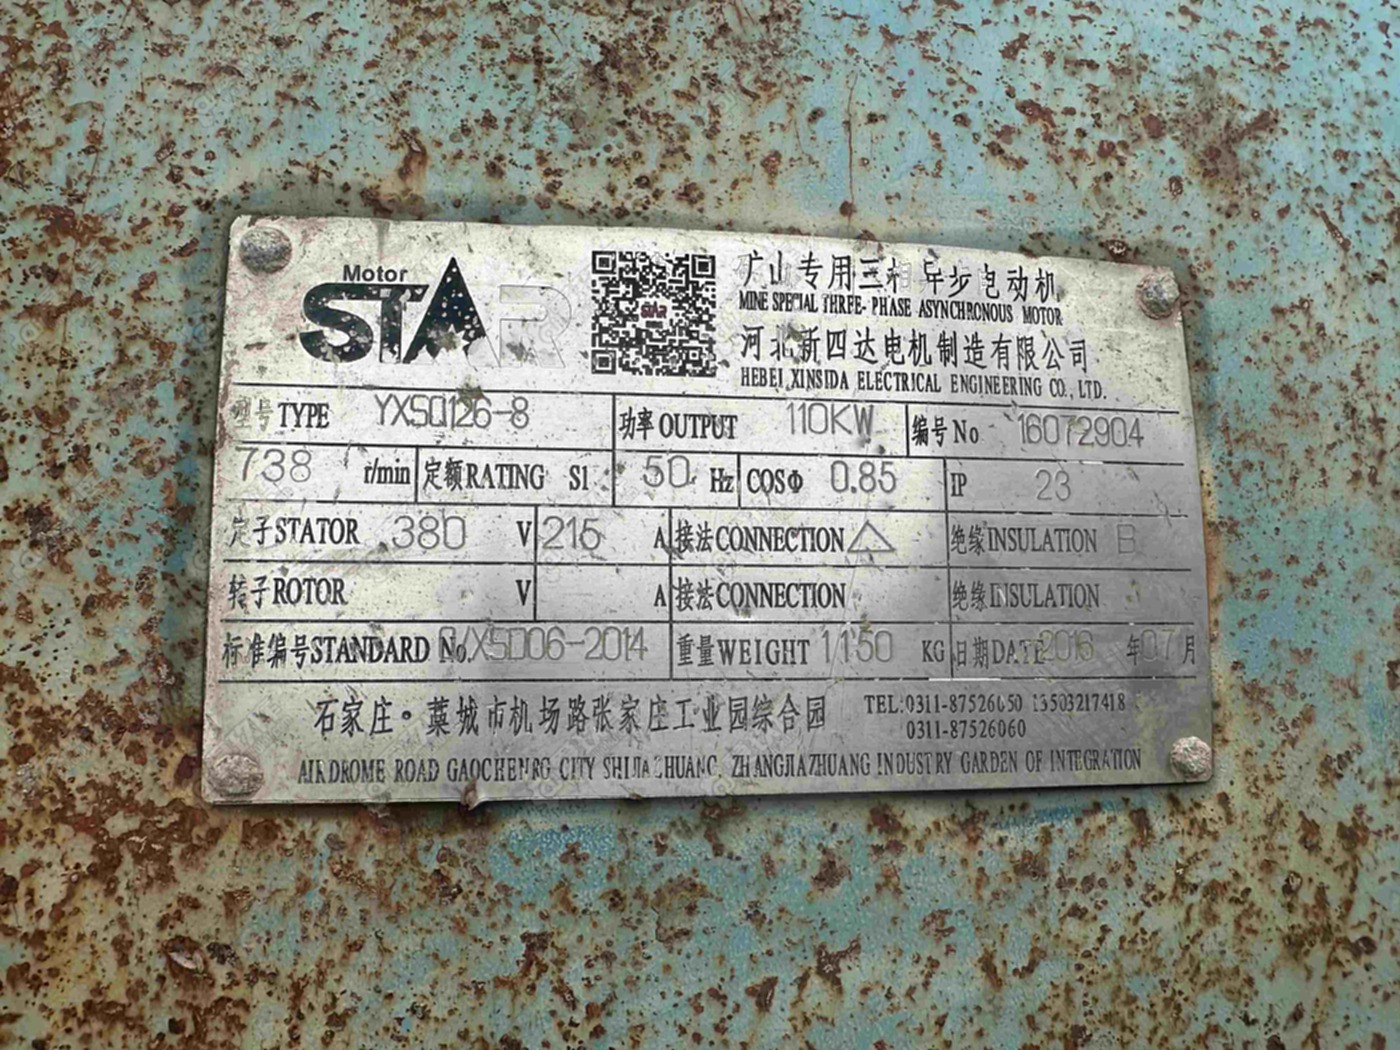 Motor
STAR
矿山专用三相异步电动机
MINE SPECIAL THREE-PHASE ASYNCHRONOUS MOTOR
河北新四达电机制造有限公司
HEBEI XINSIDA ELECTRICAL ENGINEERING CO., LTD.
型号TYPE YXSQ126-8 功率OUTPUT 110KW 编号No 16072904
738 r/min 定额RATING S1 50 Hz COSΦ 0.85 IP 23
定子STATOR 380 V 215 A 接法CONNECTION △ 绝缘INSULATION B
转子ROTOR V A 接法CONNECTION 绝缘INSULATION
标准编号STANDARD No. Q/XSD06-2014 重量WEIGHT 1150 KG 日期DATE 2016 年07月
石家庄·藁城市机场路张家庄工业园综合园 TEL:0311-87526050 13503217418
0311-87526060
AIRDROME ROAD GAOCHENRG CITY SHIJIAZHUANG, ZHANGJIAZHUANG INDUSTRY GARDEN OF INTEGRATION